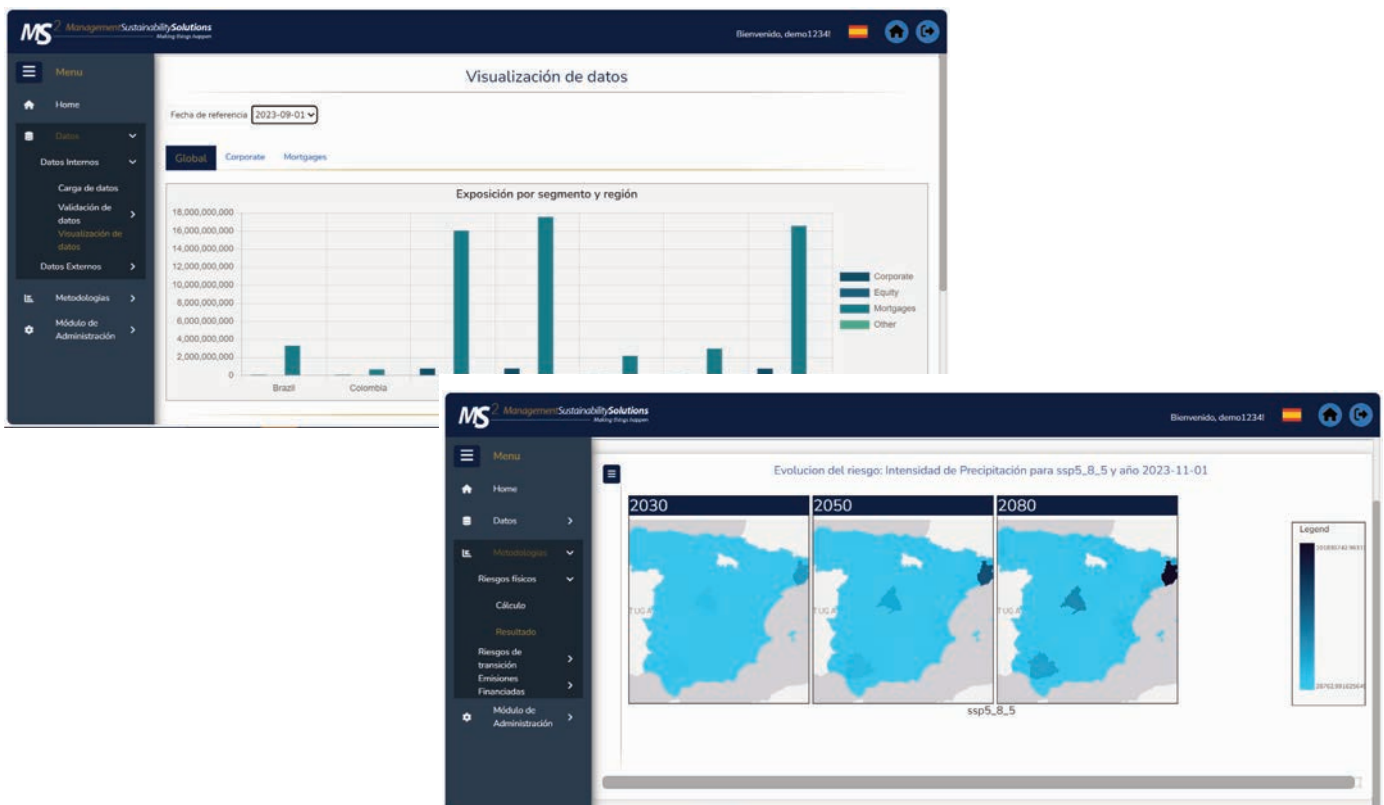 MS2 ManagementSustainabilitySolutions
Making things happen
Bienvenido, demo1234!
Menu
Home
Datos
Datos Internos
Carga de datos
Validación de
datos
Visualización de
datos
Datos Externos
Metodologías
Módulo de
Administración
Visualización de datos
Fecha de referencia 2023-09-01
Global Corporate Mortgages
Exposición por segmento y región
18,000,000,000
16,000,000,000
14,000,000,000
12,000,000,000
10,000,000,000
8,000,000,000
6,000,000,000
4,000,000,000
2,000,000,000
0
Brazil Colombia
Corporate
Equity
Mortgages
Other
MS2 ManagementSustainabilitySolutions
Making things happen
Bienvenido, demo1234!
Menu
Home
Datos
Metodologías
Riesgos físicos
Cálculo
Resultado
Riesgos de
transición
Emisiones
Financiadas
Módulo de
Administración
Evolucion del riesgo: Intensidad de Precipitación para ssp5_8_5 y año 2023-11-01
2030 2050 2080
TUGA TUGA
ssp5_8_5
Legend